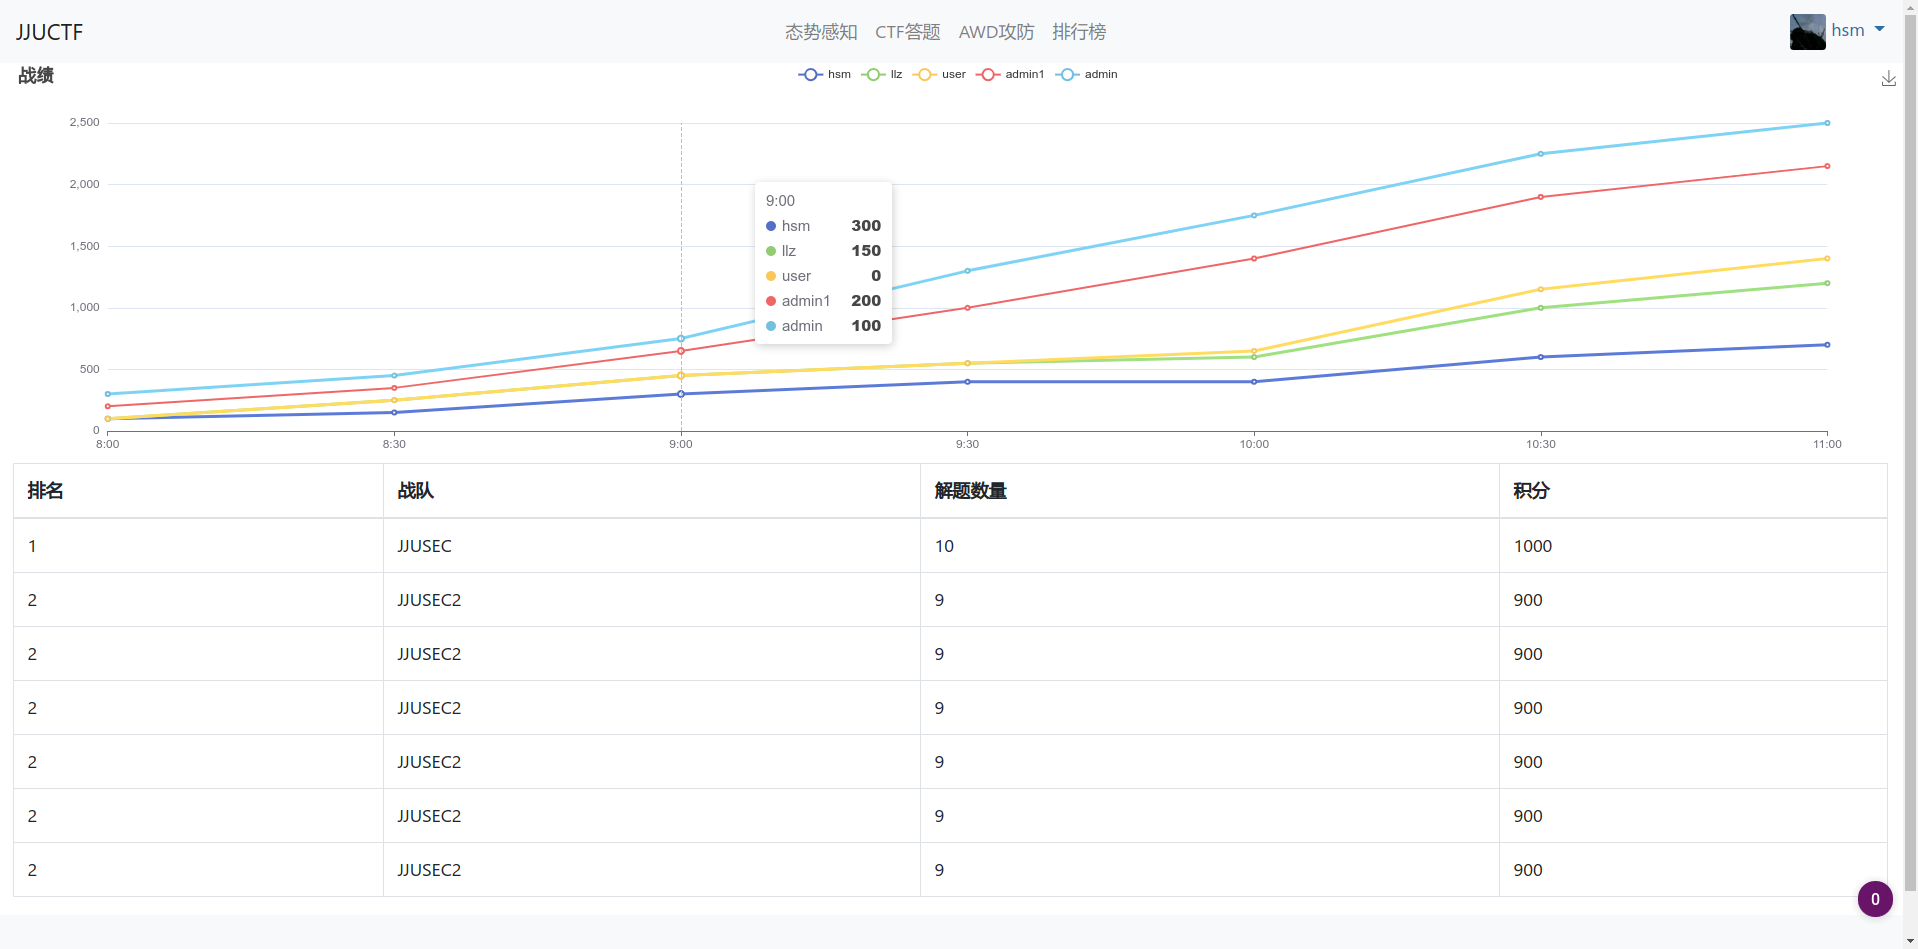 JJUCTF 态势感知 CTF答题 AWD攻防 排行榜 hsm
战绩 hsm llz user admin1 admin
2,500
2,000
1,500
1,000
500
0
8:00 8:30 9:00 9:30 10:00 10:30 11:00
9:00
hsm 300
llz 150
user 0
admin1 200
admin 100
排名 战队 解题数量 积分
1 JJUSEC 10 1000
2 JJUSEC2 9 900
2 JJUSEC2 9 900
2 JJUSEC2 9 900
2 JJUSEC2 9 900
2 JJUSEC2 9 900
2 JJUSEC2 9 900
0